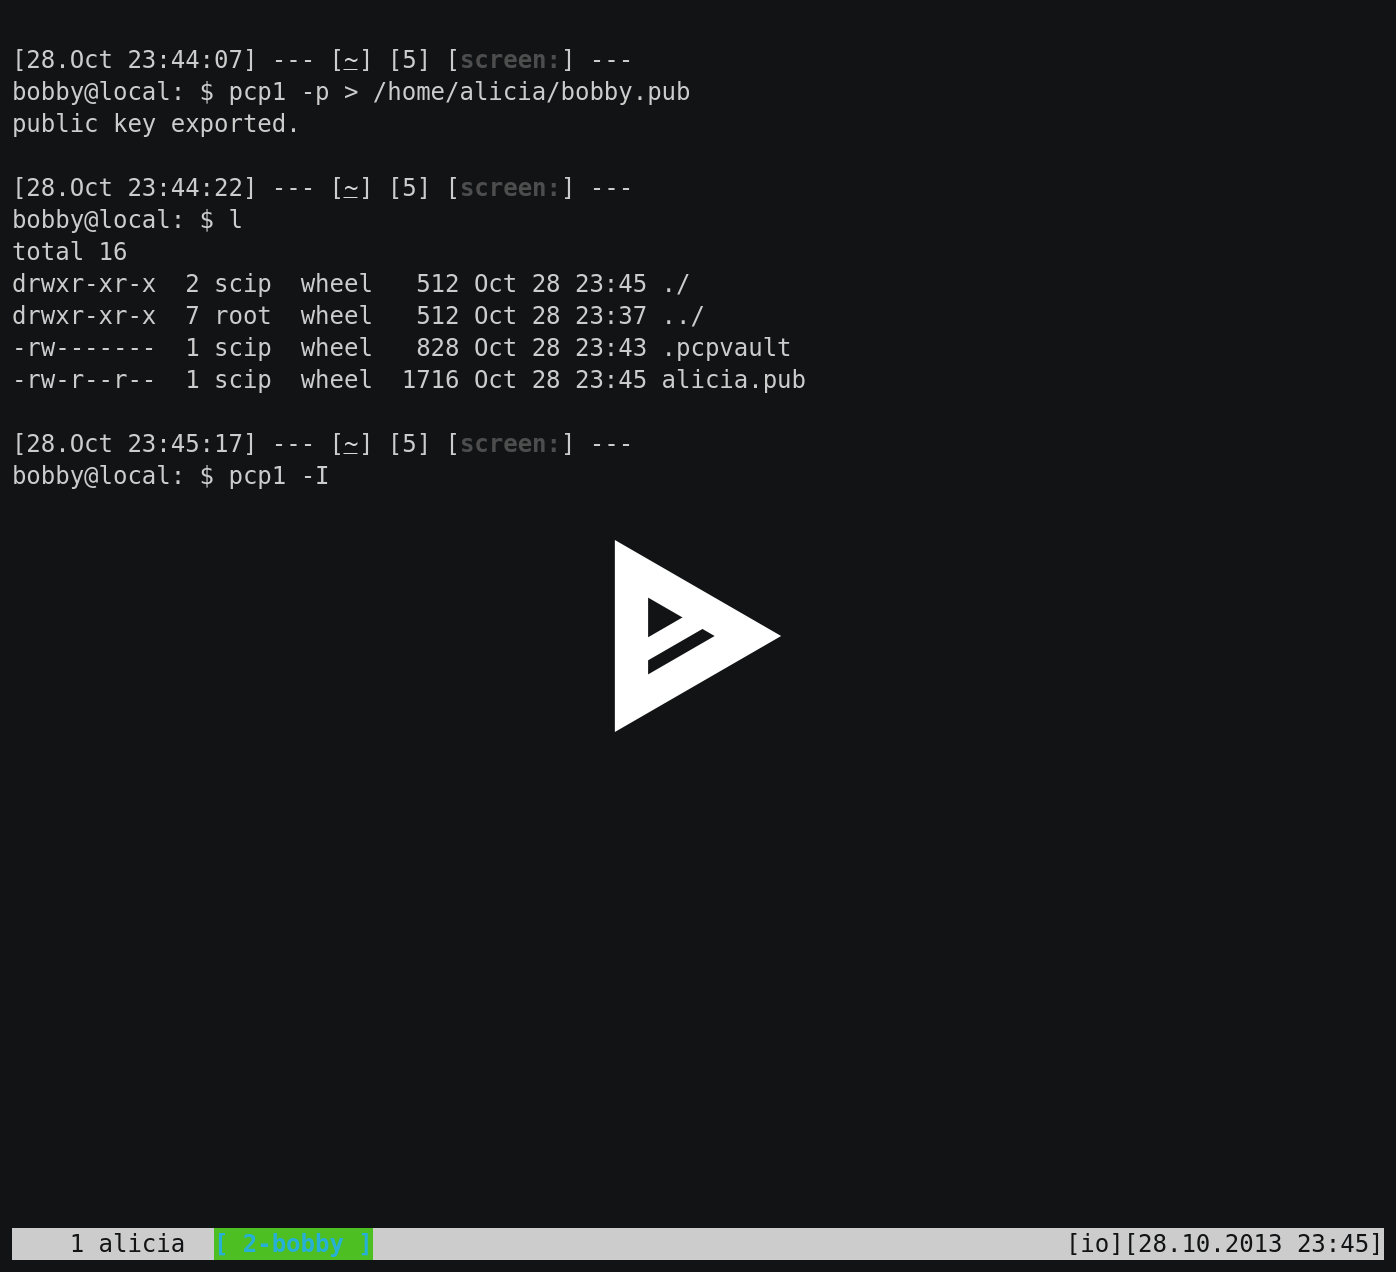 [28.Oct 23:44:07] --- [~] [5] [screen:] ---
bobby@local: $ pcp1 -p > /home/alicia/bobby.pub
public key exported.
[28.Oct 23:44:22] --- [~] [5] [screen:] ---
bobby@local: $ l
total 16
drwxr-xr-x  2 scip  wheel   512 Oct 28 23:45 ./
drwxr-xr-x  7 root  wheel   512 Oct 28 23:37 ../
-rw-------  1 scip  wheel   828 Oct 28 23:43 .pcpvault
-rw-r--r--  1 scip  wheel  1716 Oct 28 23:45 alicia.pub
[28.Oct 23:45:17] --- [~] [5] [screen:] ---
bobby@local: $ pcp1 -I
1 alicia  [ 2-bobby ] [io][28.10.2013 23:45]